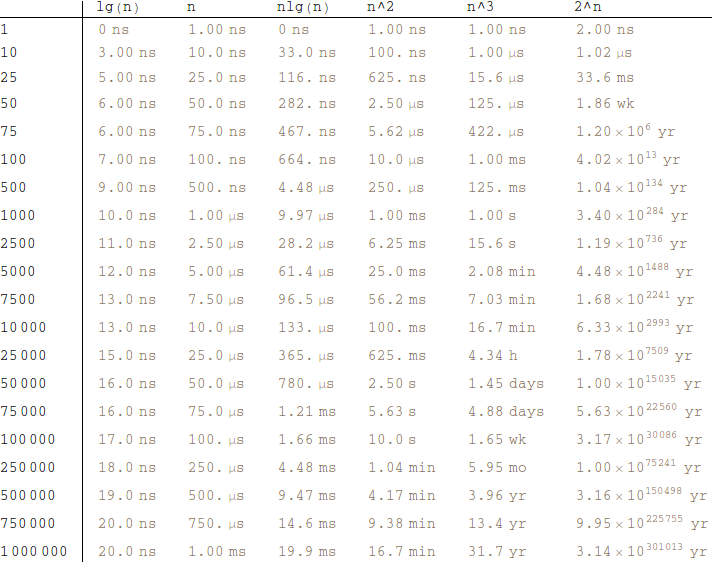 lg(n) n nlg(n) n^2 n^3 2^n
1 0 ns 1.00 ns 0 ns 1.00 ns 1.00 ns 2.00 ns
10 3.00 ns 10.0 ns 33.0 ns 100. ns 1.00 μs 1.02 μs
25 5.00 ns 25.0 ns 116. ns 625. ns 15.6 μs 33.6 ms
50 6.00 ns 50.0 ns 282. ns 2.50 μs 125. μs 1.86 wk
75 6.00 ns 75.0 ns 467. ns 5.62 μs 422. μs 1.20 × 10^6 yr
100 7.00 ns 100. ns 664. ns 10.0 μs 1.00 ms 4.02 × 10^13 yr
500 9.00 ns 500. ns 4.48 μs 250. μs 125. ms 1.04 × 10^134 yr
1000 10.0 ns 1.00 μs 9.97 μs 1.00 ms 1.00 s 3.40 × 10^284 yr
2500 11.0 ns 2.50 μs 28.2 μs 6.25 ms 15.6 s 1.19 × 10^736 yr
5000 12.0 ns 5.00 μs 61.4 μs 25.0 ms 2.08 min 4.48 × 10^1488 yr
7500 13.0 ns 7.50 μs 96.5 μs 56.2 ms 7.03 min 1.68 × 10^2241 yr
10 000 13.0 ns 10.0 μs 133. μs 100. ms 16.7 min 6.33 × 10^2993 yr
25 000 15.0 ns 25.0 μs 365. μs 625. ms 4.34 h 1.78 × 10^7509 yr
50 000 16.0 ns 50.0 μs 780. μs 2.50 s 1.45 days 1.00 × 10^15035 yr
75 000 16.0 ns 75.0 μs 1.21 ms 5.63 s 4.88 days 5.63 × 10^22560 yr
100 000 17.0 ns 100. μs 1.66 ms 10.0 s 1.65 wk 3.17 × 10^30086 yr
250 000 18.0 ns 250. μs 4.48 ms 1.04 min 5.95 mo 1.00 × 10^75241 yr
500 000 19.0 ns 500. μs 9.47 ms 4.17 min 3.96 yr 3.16 × 10^150498 yr
750 000 20.0 ns 750. μs 14.6 ms 9.38 min 13.4 yr 9.95 × 10^225755 yr
1 000 000 20.0 ns 1.00 ms 19.9 ms 16.7 min 31.7 yr 3.14 × 10^301013 yr